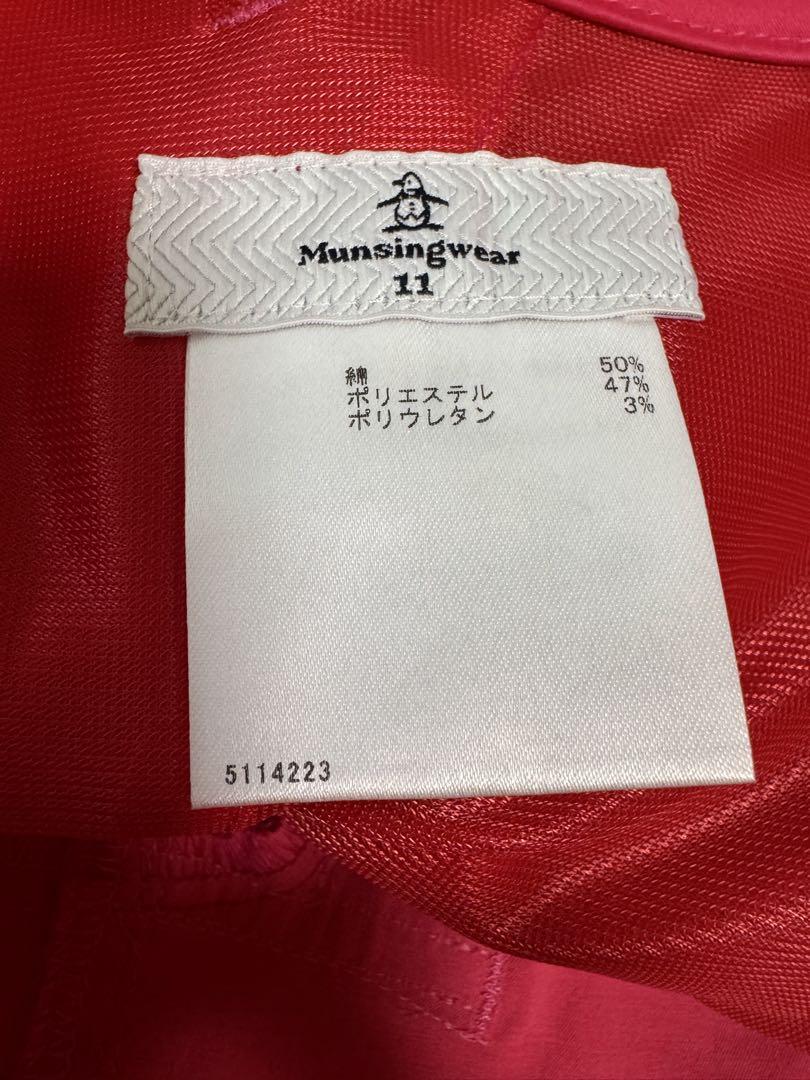 Munsingwear
11
綿 50%
ポリエステル 47%
ポリウレタン 3%
5114223